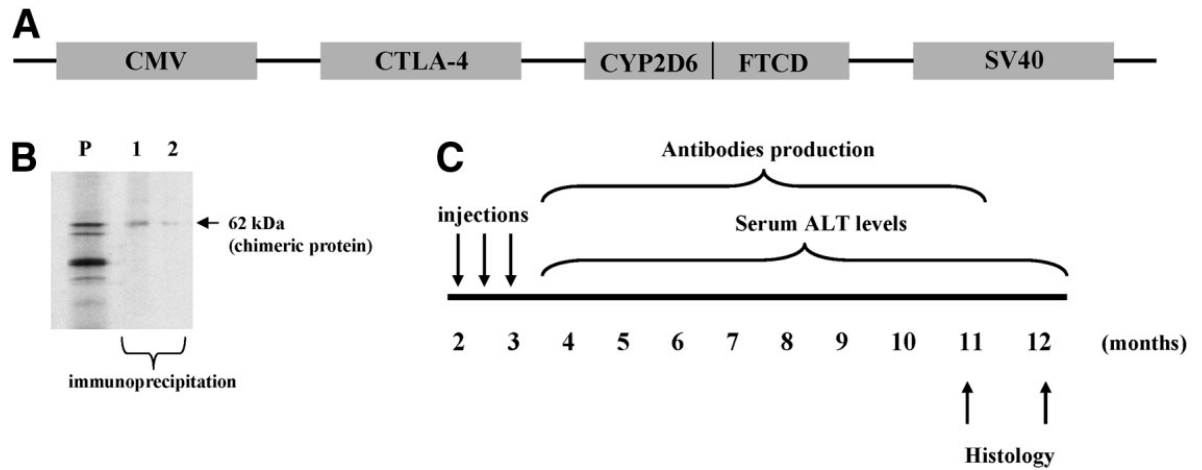 A
CMV CTLA-4 CYP2D6 FTCD SV40
B
P 1 2
62 kDa
(chimeric protein)
immunoprecipitation
C
Antibodies production
injections
Serum ALT levels
2 3 4 5 6 7 8 9 10 11 12 (months)
Histology